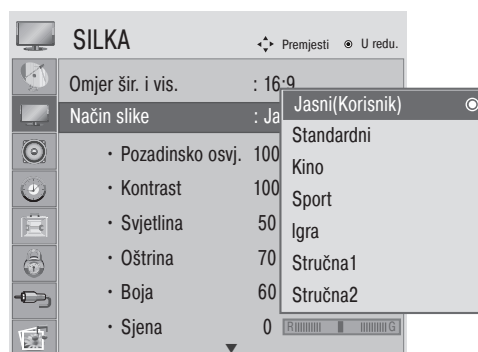 SILKA
Premjesti
U redu.
Omjer šir. i vis. : 16:9
Način slike : Ja
• Pozadinsko osvj. 100
• Kontrast 100
• Svjetlina 50
• Oštrina 70
• Boja 60
• Sjena 0 R G
Jasni(Korisnik)
Standardni
Kino
Sport
Igra
Stručna1
Stručna2